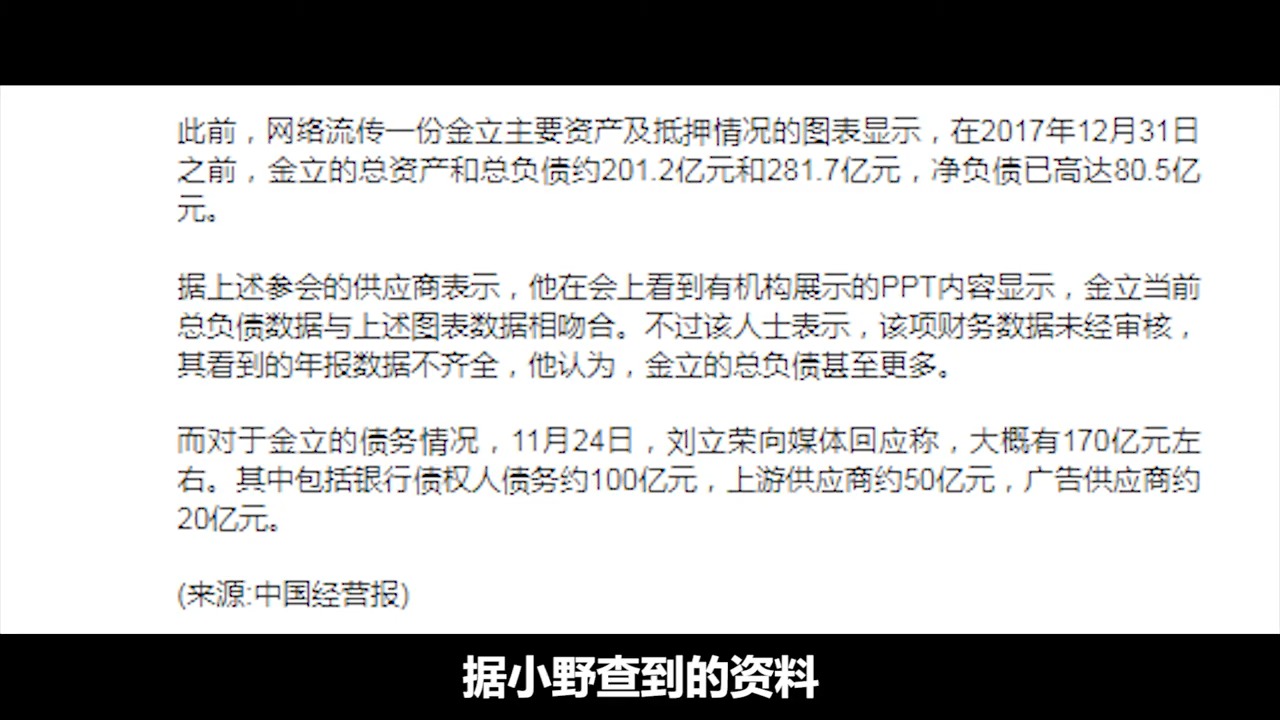 此前，网络流传一份金立主要资产及抵押情况的图表显示，在2017年12月31日
之前，金立的总资产和总负债约201.2亿元和281.7亿元，净负债已高达80.5亿
元。
据上述参会的供应商表示，他在会上看到有机构展示的PPT内容显示，金立当前
总负债数据与上述图表数据相吻合。不过该人士表示，该项财务数据未经审核，
其看到的年报数据不齐全，他认为，金立的总负债甚至更多。
而对于金立的债务情况，11月24日，刘立荣向媒体回应称，大概有170亿元左
右。其中包括银行债权人债务约100亿元，上游供应商约50亿元，广告供应商约
20亿元。
(来源:中国经营报)
据小野查到的资料